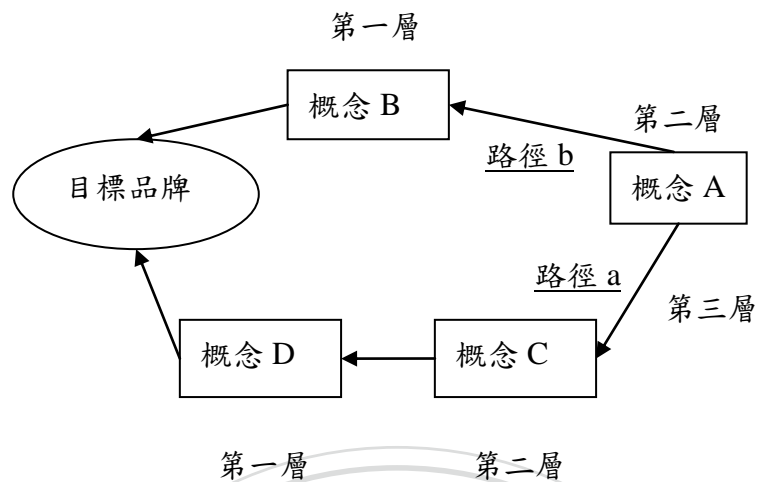 第一層
概念 B
第二層
路徑 b
目標品牌
概念 A
路徑 a
第三層
概念 D
概念 C
第一層
第二層